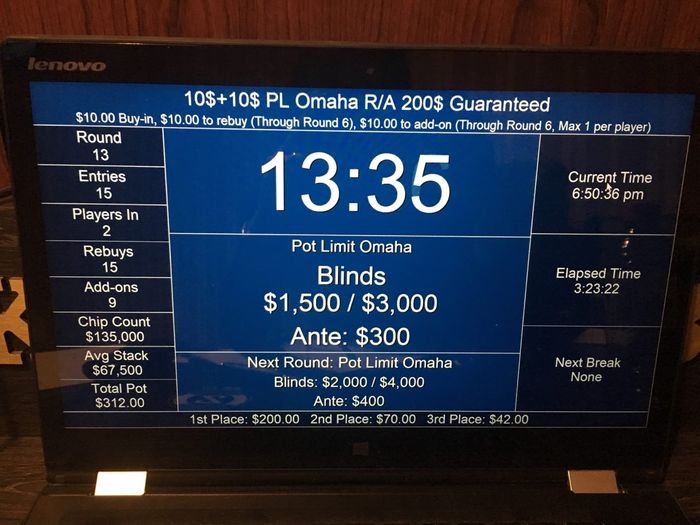 lenovo
10$+10$ PL Omaha R/A 200$ Guaranteed
$10.00 Buy-in, $10.00 to rebuy (Through Round 6), $10.00 to add-on (Through Round 6, Max 1 per player)
Round
13
Entries
15
Players In
2
Rebuys
15
Add-ons
9
Chip Count
$135,000
Avg Stack
$67,500
Total Pot
$312.00
13:35
Pot Limit Omaha
Blinds
$1,500 / $3,000
Ante: $300
Next Round: Pot Limit Omaha
Blinds: $2,000 / $4,000
Ante: $400
Current Time
6:50:36 pm
Elapsed Time
3:23:22
Next Break
None
1st Place: $200.00 2nd Place: $70.00 3rd Place: $42.00